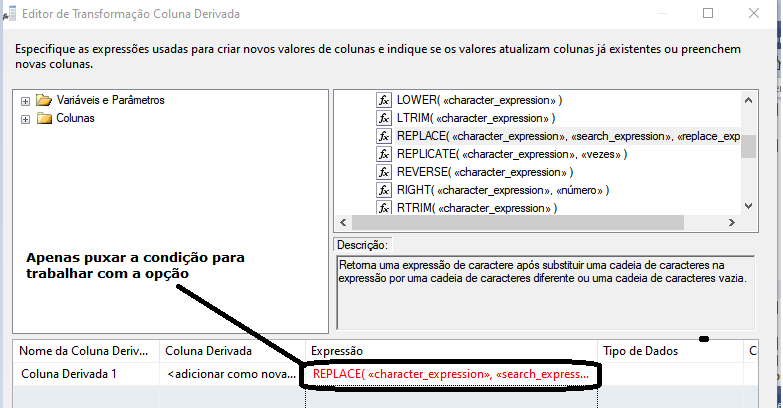 Editor de Transformação Coluna Derivada
Especifique as expressões usadas para criar novos valores de colunas e indique se os valores atualizam colunas já existentes ou preenchem
novas colunas.
Variáveis e Parâmetros
Colunas
LOWER( «character_expression» )
LTRIM( «character_expression» )
REPLACE( «character_expression», «search_expression», «replace_exp
REPLICATE( «character_expression», «vezes» )
REVERSE( «character_expression» )
RIGHT( «character_expression», «número» )
RTRIM( «character_expression» )
Descrição:
Retorna uma expressão de caractere após substituir uma cadeia de caracteres na
expressão por uma cadeia de caracteres diferente ou uma cadeia de caracteres vazia.
Apenas puxar a condição para
trabalhar com a opção
Nome da Coluna Deriv... Coluna Derivada Expressão Tipo de Dados C
Coluna Derivada 1 <adicionar como nova... REPLACE( «character_expression», «search_express...